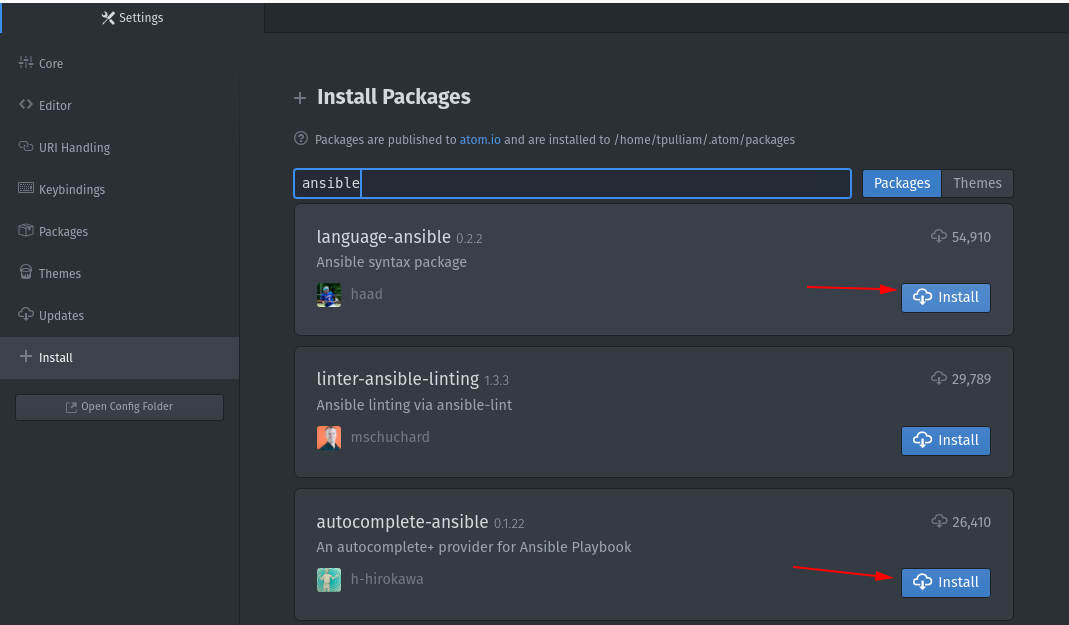 Settings
Core
Editor
URI Handling
Keybindings
Packages
Themes
Updates
Install
Open Config Folder
Install Packages
Packages are published to atom.io and are installed to /home/tpulliam/.atom/packages
ansible
Packages Themes
language-ansible 0.2.2 54,910
Ansible syntax package
haad Install
linter-ansible-linting 1.3.3 29,789
Ansible linting via ansible-lint
mschuchard Install
autocomplete-ansible 0.1.22 26,410
An autocomplete+ provider for Ansible Playbook
h-hirokawa Install